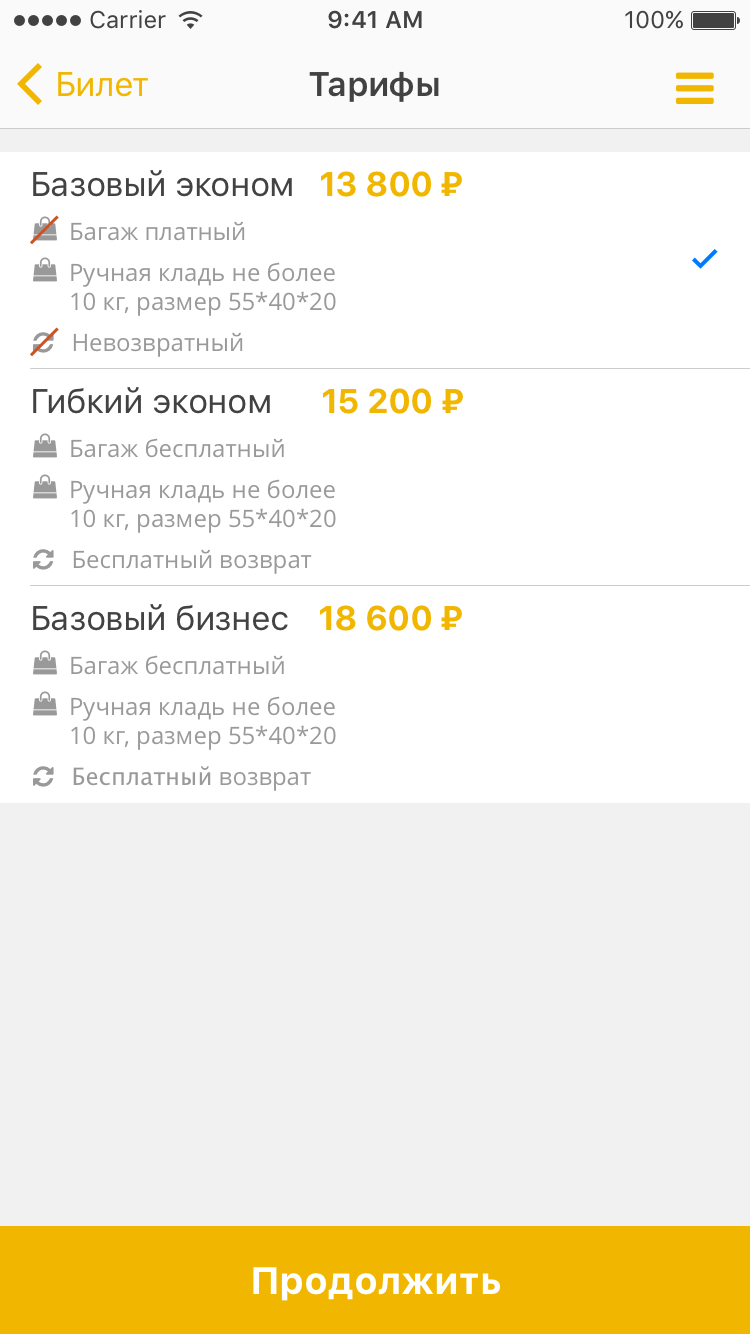 Carrier 9:41 AM 100%
Билет Тарифы
Базовый эконом 13 800 ₽
Багаж платный
Ручная кладь не более
10 кг, размер 55*40*20
Невозвратный
Гибкий эконом 15 200 ₽
Багаж бесплатный
Ручная кладь не более
10 кг, размер 55*40*20
Бесплатный возврат
Базовый бизнес 18 600 ₽
Багаж бесплатный
Ручная кладь не более
10 кг, размер 55*40*20
Бесплатный возврат
Продолжить